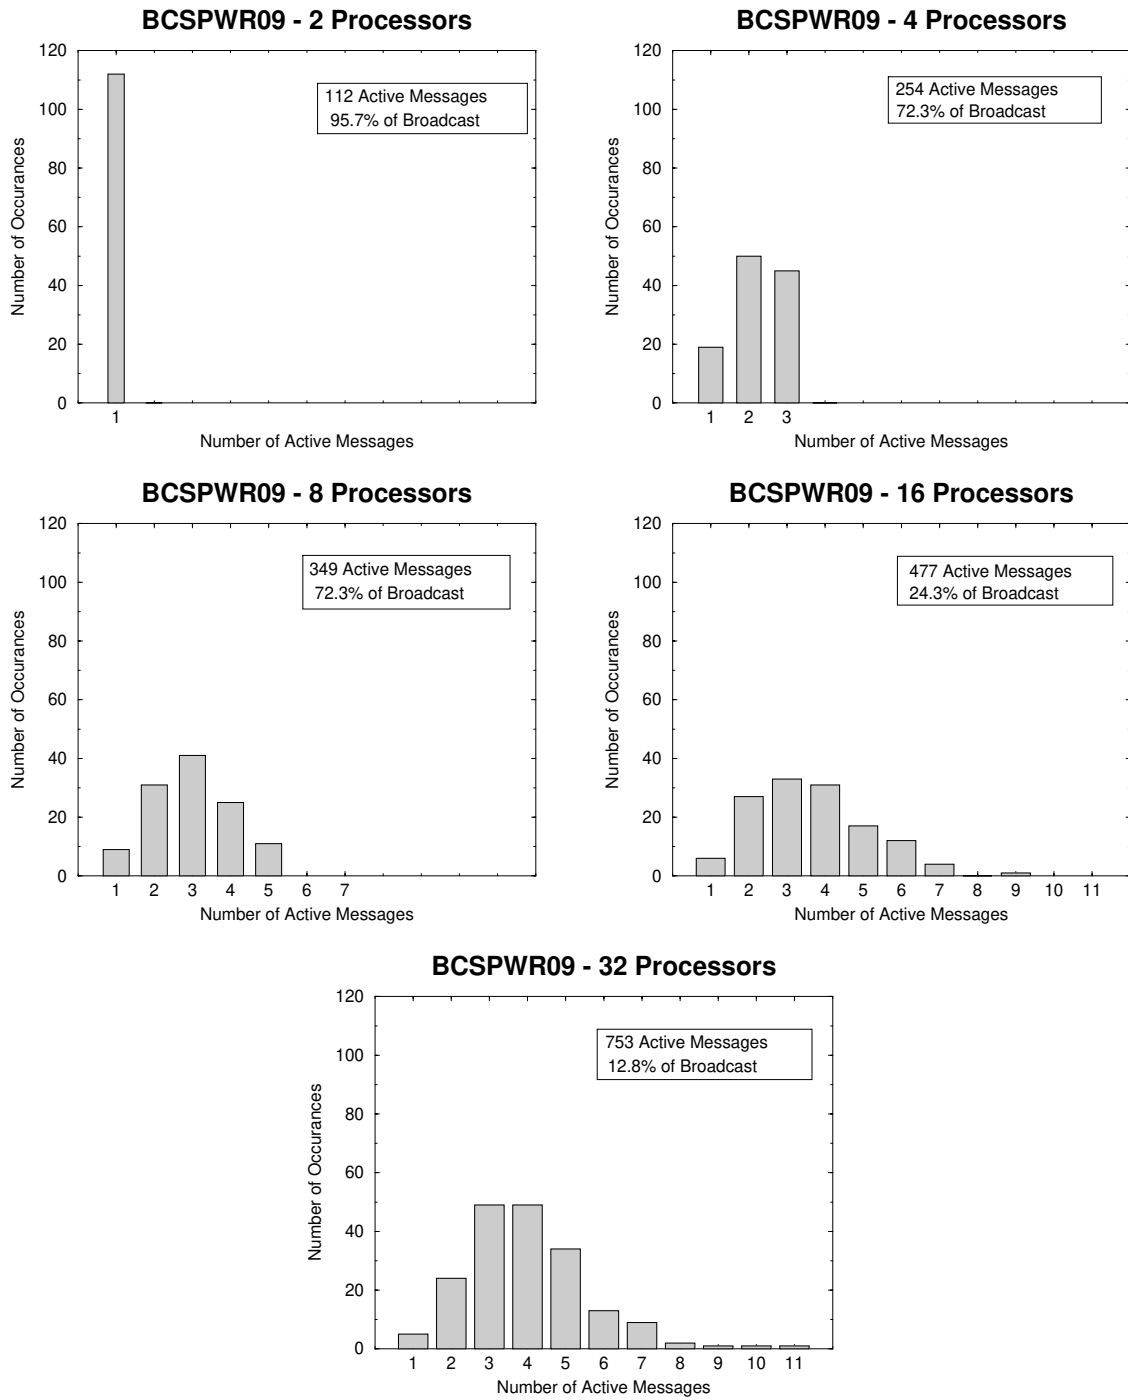 BCSPWR09 - 2 Processors
120
100
80
60
40
20
0
Number of Occurances
112 Active Messages
95.7% of Broadcast
1
Number of Active Messages
BCSPWR09 - 4 Processors
120
100
80
60
40
20
0
Number of Occurances
254 Active Messages
72.3% of Broadcast
1 2 3
Number of Active Messages
BCSPWR09 - 8 Processors
120
100
80
60
40
20
0
Number of Occurances
349 Active Messages
72.3% of Broadcast
1 2 3 4 5 6 7
Number of Active Messages
BCSPWR09 - 16 Processors
120
100
80
60
40
20
0
Number of Occurances
477 Active Messages
24.3% of Broadcast
1 2 3 4 5 6 7 8 9 10 11
Number of Active Messages
BCSPWR09 - 32 Processors
120
100
80
60
40
20
0
Number of Occurances
753 Active Messages
12.8% of Broadcast
1 2 3 4 5 6 7 8 9 10 11
Number of Active Messages